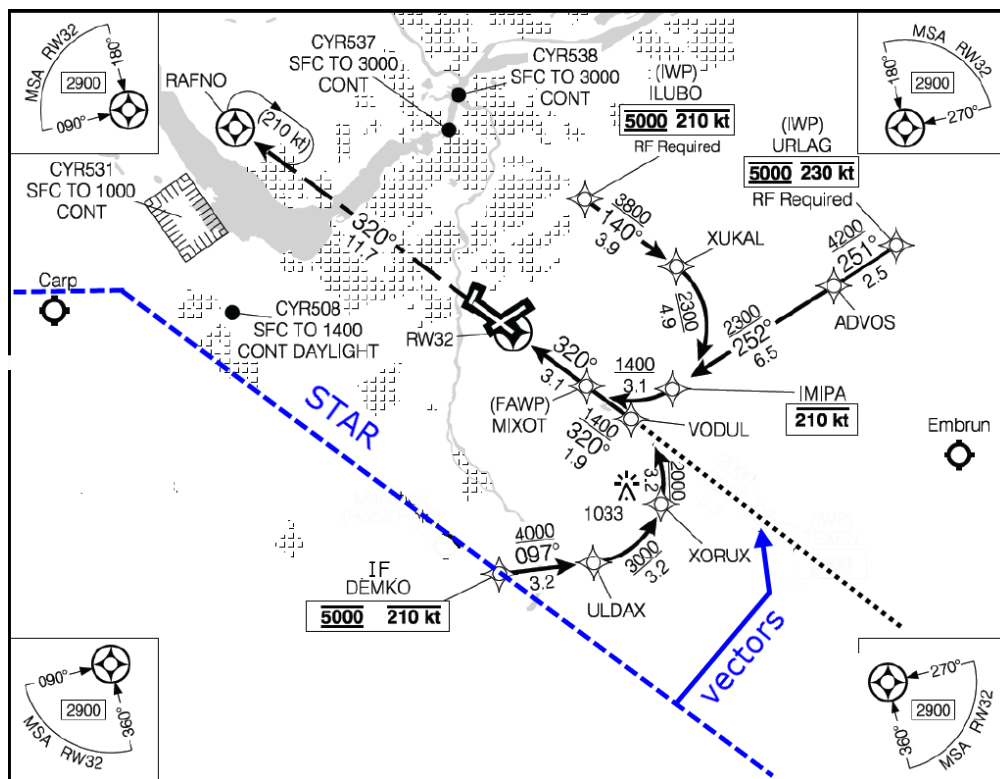 MSA RW32
2900
180°
090°
RAFNO
(210 kt)
CYR537
SFC TO 3000
CONT
CYR538
SFC TO 3000
CONT
(IWP)
ILUBO
5000 210 kt
RF Required
MSA RW32
2900
180°
270°
(IWP)
URLAG
5000 230 kt
RF Required
CYR531
SFC TO 1000
CONT
3800
140°
3.9
XUKAL
4200
251°
2.5
320°
11.7
Carp
CYR508
SFC TO 1400
CONT DAYLIGHT
RW32
2300
4.9
2300
252°
6.5
ADVOS
320°
3.1
1400
3.1
IMIPA
210 kt
STAR
(FAWP)
MIXOT
1400
320°
1.9
VODUL
Embrun
2000
3.2
1033
XORUX
4000
097°
3.2
3000
3.2
IF
DEMKO
5000 210 kt
ULDAX
vectors
090°
2900
360°
MSA RW32
270°
2900
360°
MSA RW32